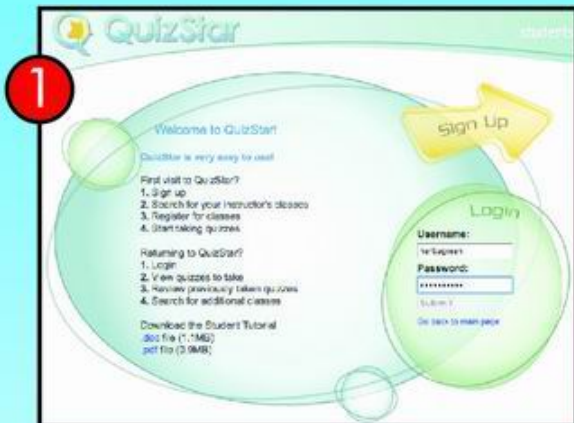 1
QuizStar
students
Sign Up
Welcome to QuizStar!
QuizStar is very easy to use!
First visit to QuizStar?
1. Sign up
2. Search for your instructor's classes
3. Register for classes
4. Start taking quizzes
Returning to QuizStar?
1. Login
2. View quizzes to take
3. Review previously taken quizzes
4. Search for additional classes
Download the Student Tutorial
.doc file (1.1MB)
.pdf file (3.9MB)
Login
Username:
Password:
Submit
Go back to main page